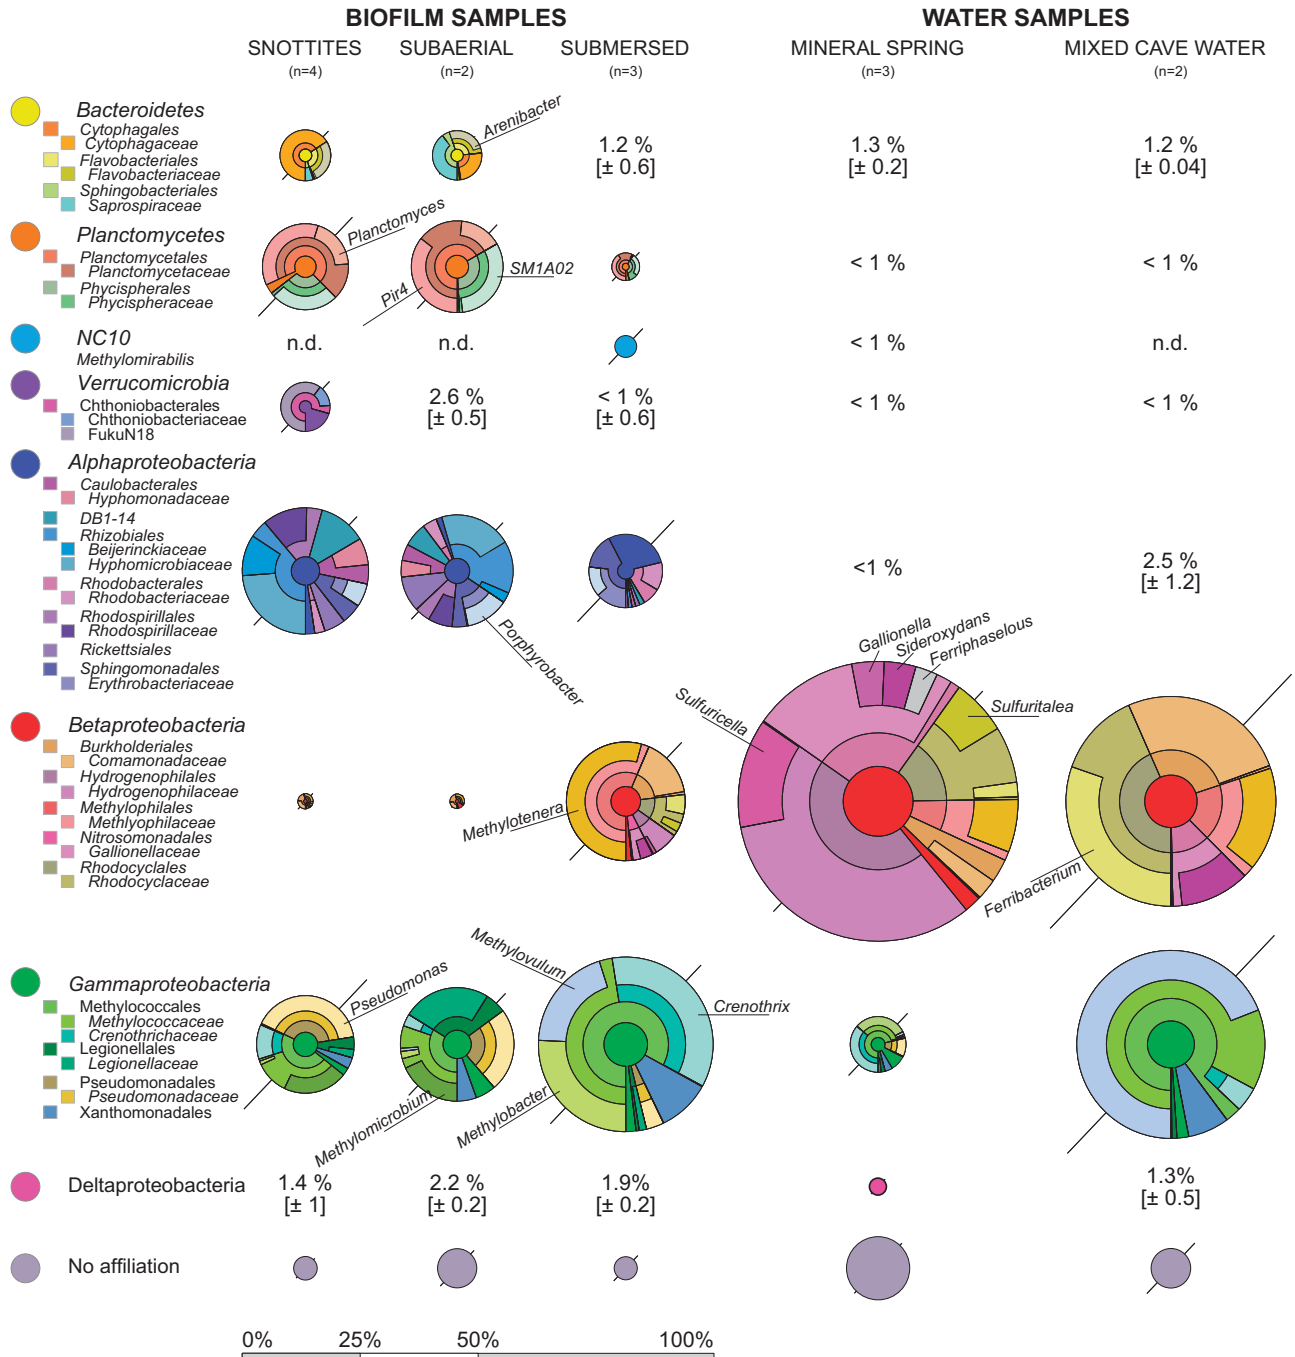 BIOFILM SAMPLES
WATER SAMPLES
SNOTTITES
SUBAERIAL
SUBMERSED
MINERAL SPRING
MIXED CAVE WATER
(n=4)
(n=2)
(n=3)
(n=3)
(n=2)
Bacteroidetes
Cytophagales
Cytophagaceae
Flavobacteriales
Flavobacteriaceae
Sphingobacteriales
Saprospiraceae
Arenibacter
1.2 %
[± 0.6]
1.3 %
[± 0.2]
1.2 %
[± 0.04]
Planctomycetes
Planctomycetales
Planctomycetaceae
Phycispherales
Phycispheraceae
Planctomyces
Pir4
SM1A02
< 1 %
< 1 %
NC10
Methylomirabilis
n.d.
n.d.
< 1 %
n.d.
Verrucomicrobia
Chthoniobacterales
Chthoniobacteriaceae
FukuN18
2.6 %
[± 0.5]
< 1 %
[± 0.6]
< 1 %
< 1 %
Alphaproteobacteria
Caulobacterales
Hyphomonadaceae
DB1-14
Rhizobiales
Beijerinckiaceae
Hyphomicrobiaceae
Rhodobacterales
Rhodobacteriaceae
Rhodospirillales
Rhodospirillaceae
Rickettsiales
Sphingomonadales
Erythrobacteriaceae
Porphyrobacter
<1 %
2.5 %
[± 1.2]
Betaproteobacteria
Burkholderiales
Comamonadaceae
Hydrogenophilales
Hydrogenophilaceae
Methylophilales
Methlyophilaceae
Nitrosomonadales
Gallionellaceae
Rhodocyclales
Rhodocyclaceae
Methylotenera
Sulfuricella
Gallionella
Sideroxydans
Ferriphaselous
Sulfuritalea
Ferribacterium
Gammaproteobacteria
Methylococcales
Methylococcaceae
Crenothrichaceae
Legionellales
Legionellaceae
Pseudomonadales
Pseudomonadaceae
Xanthomonadales
Pseudomonas
Methylomicrobium
Methylovulum
Methylobacter
Crenothrix
Deltaproteobacteria
1.4 %
[± 1]
2.2 %
[± 0.2]
1.9%
[± 0.2]
1.3%
[± 0.5]
No affiliation
0%
25%
50%
100%